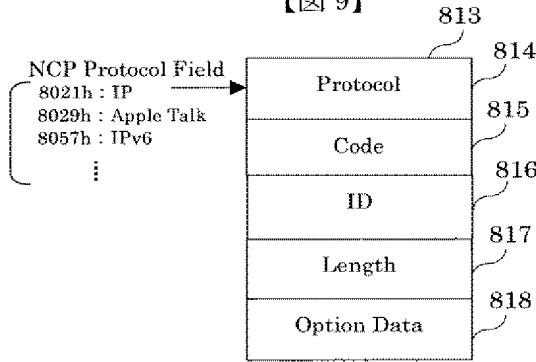 【図 9】
813
NCP Protocol Field
8021h : IP
8029h : Apple Talk
8057h : IPv6
⋮
Protocol
814
Code
815
ID
816
Length
817
Option Data
818